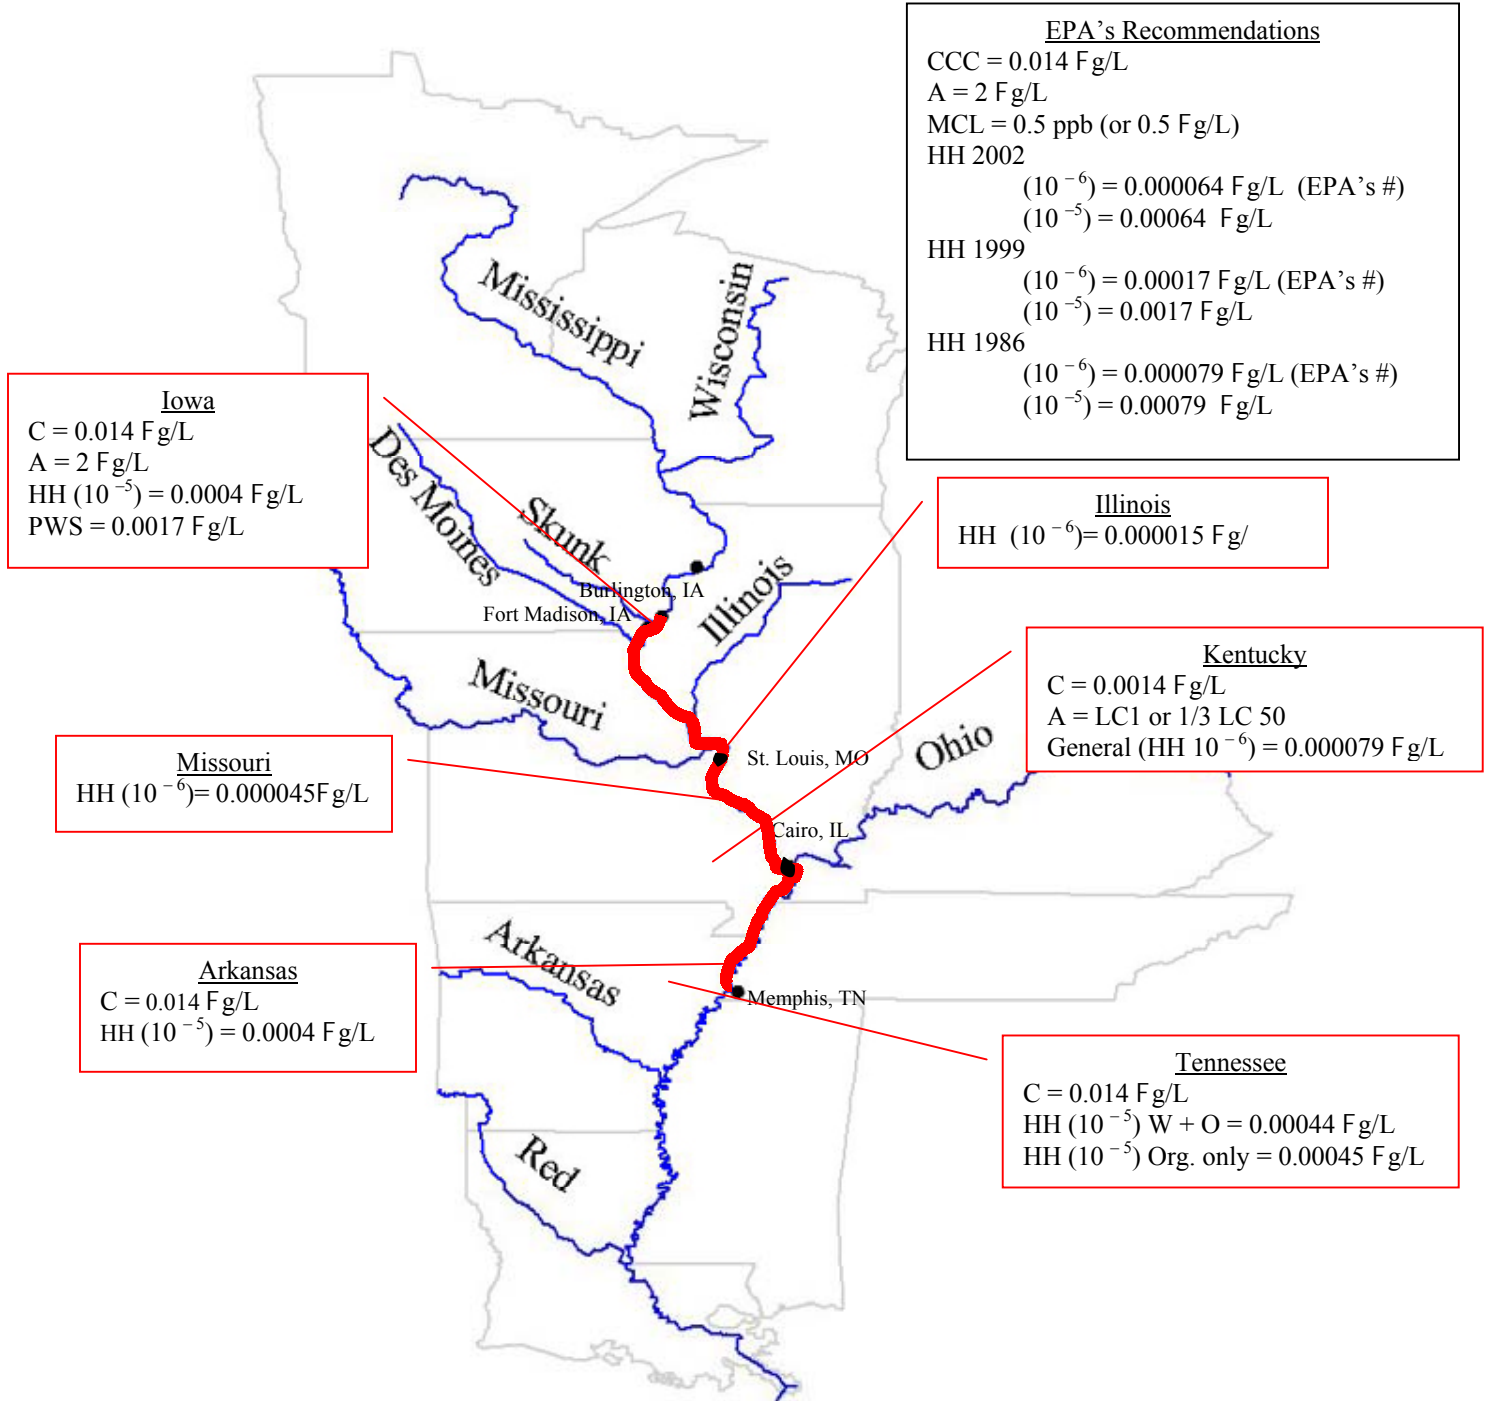 EPA’s Recommendations
CCC = 0.014 Fg/L
A = 2 Fg/L
MCL = 0.5 ppb (or 0.5 Fg/L)
HH 2002
(10 – 6) = 0.000064 Fg/L (EPA’s #)
(10 –5) = 0.00064 Fg/L
HH 1999
(10 – 6) = 0.00017 Fg/L (EPA’s #)
(10 –5) = 0.0017 Fg/L
HH 1986
(10 – 6) = 0.000079 Fg/L (EPA’s #)
(10 –5) = 0.00079 Fg/L
Mississippi
Wisconsin
Iowa
C = 0.014 Fg/L
A = 2 Fg/L
HH (10 –5) = 0.0004 Fg/L
PWS = 0.0017 Fg/L
Des Moines
Skunk
Illinois
HH (10 – 6)= 0.000015 Fg/
Burlington, IA
Fort Madison, IA
Illinois
Kentucky
C = 0.0014 Fg/L
A = LC1 or 1/3 LC 50
General (HH 10 – 6) = 0.000079 Fg/L
Missouri
Ohio
St. Louis, MO
Missouri
HH (10 – 6)= 0.000045Fg/L
Cairo, IL
Arkansas
Arkansas
C = 0.014 Fg/L
HH (10 – 5) = 0.0004 Fg/L
Memphis, TN
Tennessee
C = 0.014 Fg/L
HH (10 – 5) W + O = 0.00044 Fg/L
HH (10 – 5) Org. only = 0.00045 Fg/L
Red